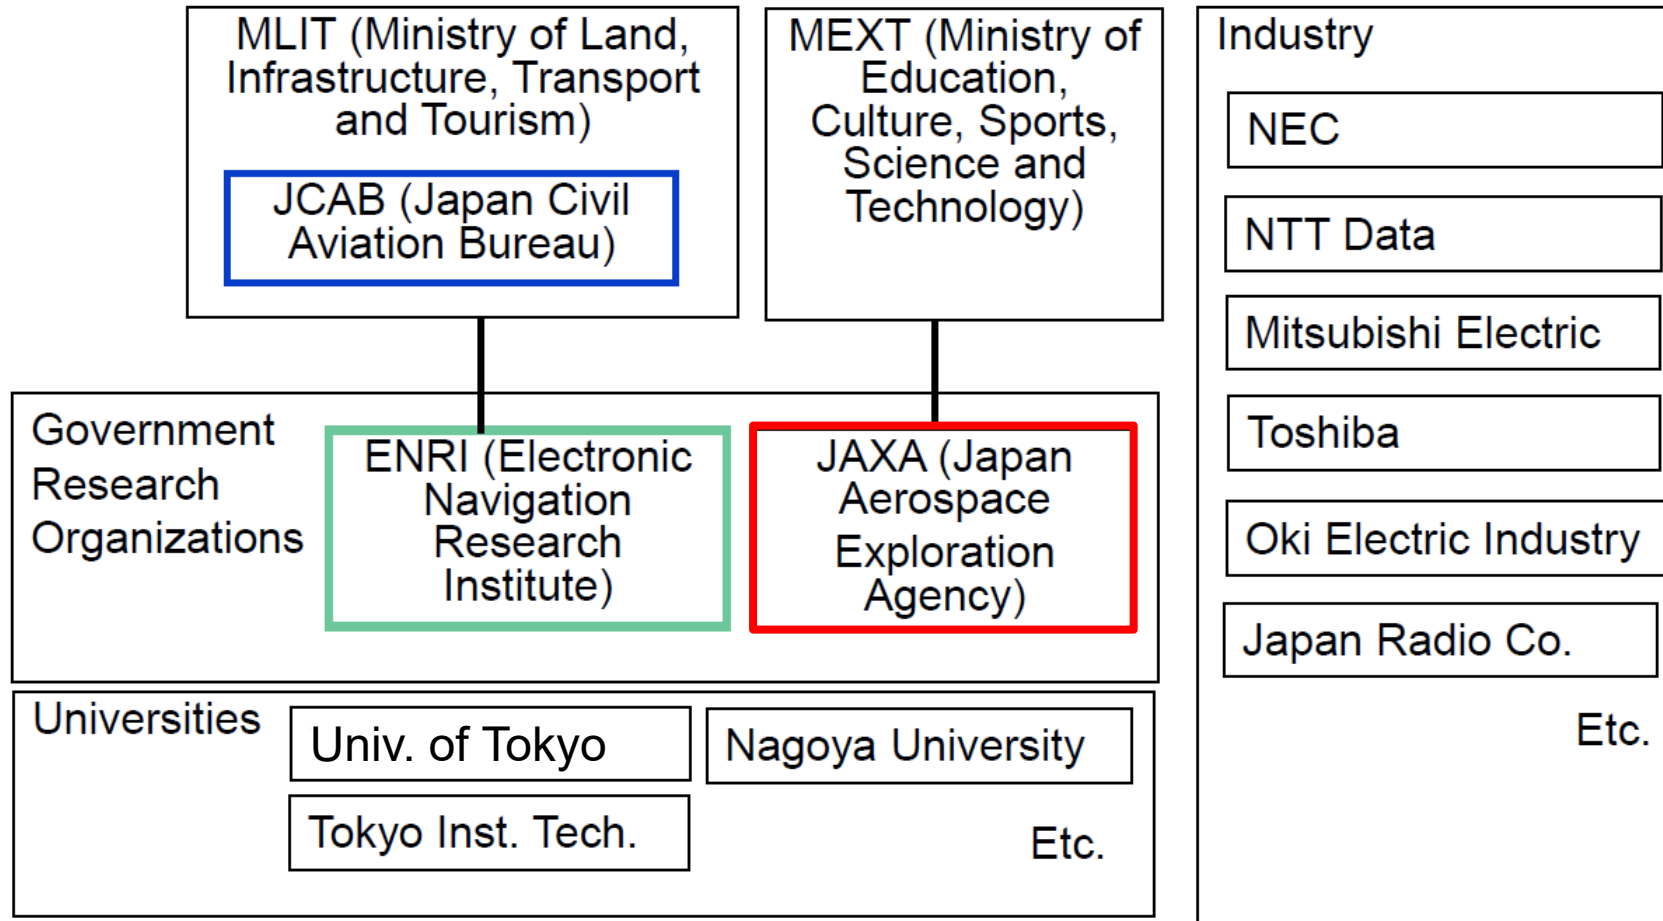 MLIT (Ministry of Land,
Infrastructure, Transport
and Tourism)
JCAB (Japan Civil
Aviation Bureau)
MEXT (Ministry of
Education,
Culture, Sports,
Science and
Technology)
Government
Research
Organizations
ENRI (Electronic
Navigation
Research
Institute)
JAXA (Japan
Aerospace
Exploration
Agency)
Universities
Univ. of Tokyo
Nagoya University
Tokyo Inst. Tech.
Etc.
Industry
NEC
NTT Data
Mitsubishi Electric
Toshiba
Oki Electric Industry
Japan Radio Co.
Etc.